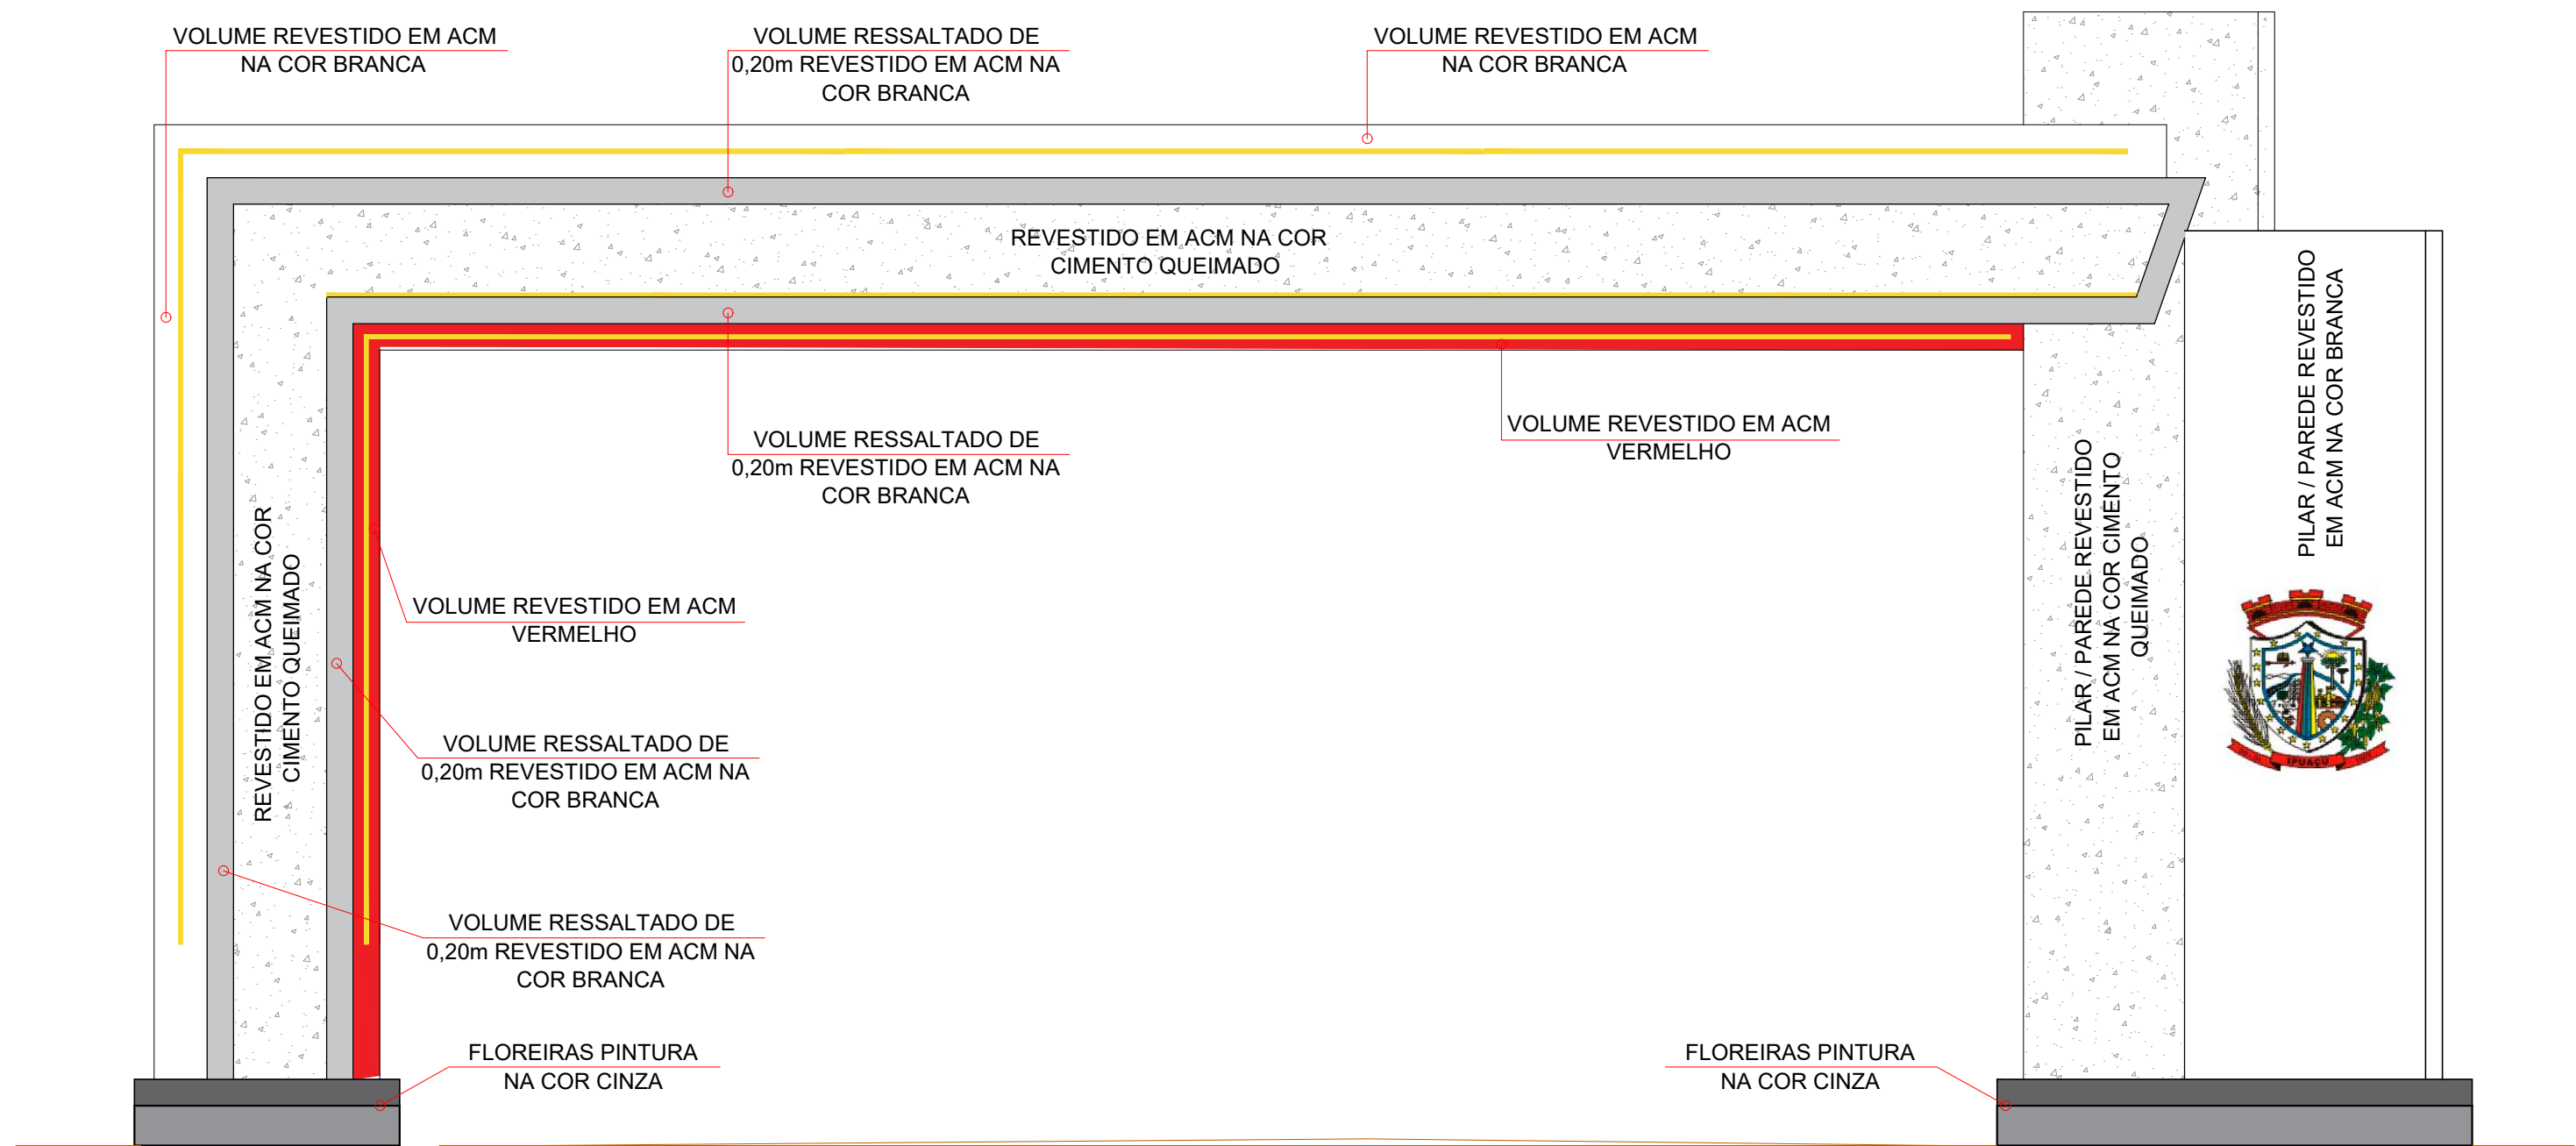 VOLUME REVESTIDO EM ACM
NA COR BRANCA
VOLUME RESSALTADO DE
0,20m REVESTIDO EM ACM NA
COR BRANCA
VOLUME REVESTIDO EM ACM
NA COR BRANCA
REVESTIDO EM ACM NA COR
CIMENTO QUEIMADO
VOLUME RESSALTADO DE
0,20m REVESTIDO EM ACM NA
COR BRANCA
VOLUME REVESTIDO EM ACM
VERMELHO
PILAR / PAREDE REVESTIDO
EM ACM NA COR BRANCA
PILAR / PAREDE REVESTIDO
EM ACM NA COR CIMENTO
QUEIMADO
REVESTIDO EM ACM NA COR
CIMENTO QUEIMADO
VOLUME REVESTIDO EM ACM
VERMELHO
VOLUME RESSALTADO DE
0,20m REVESTIDO EM ACM NA
COR BRANCA
IPUAÇU
VOLUME RESSALTADO DE
0,20m REVESTIDO EM ACM NA
COR BRANCA
FLOREIRAS PINTURA
NA COR CINZA
FLOREIRAS PINTURA
NA COR CINZA